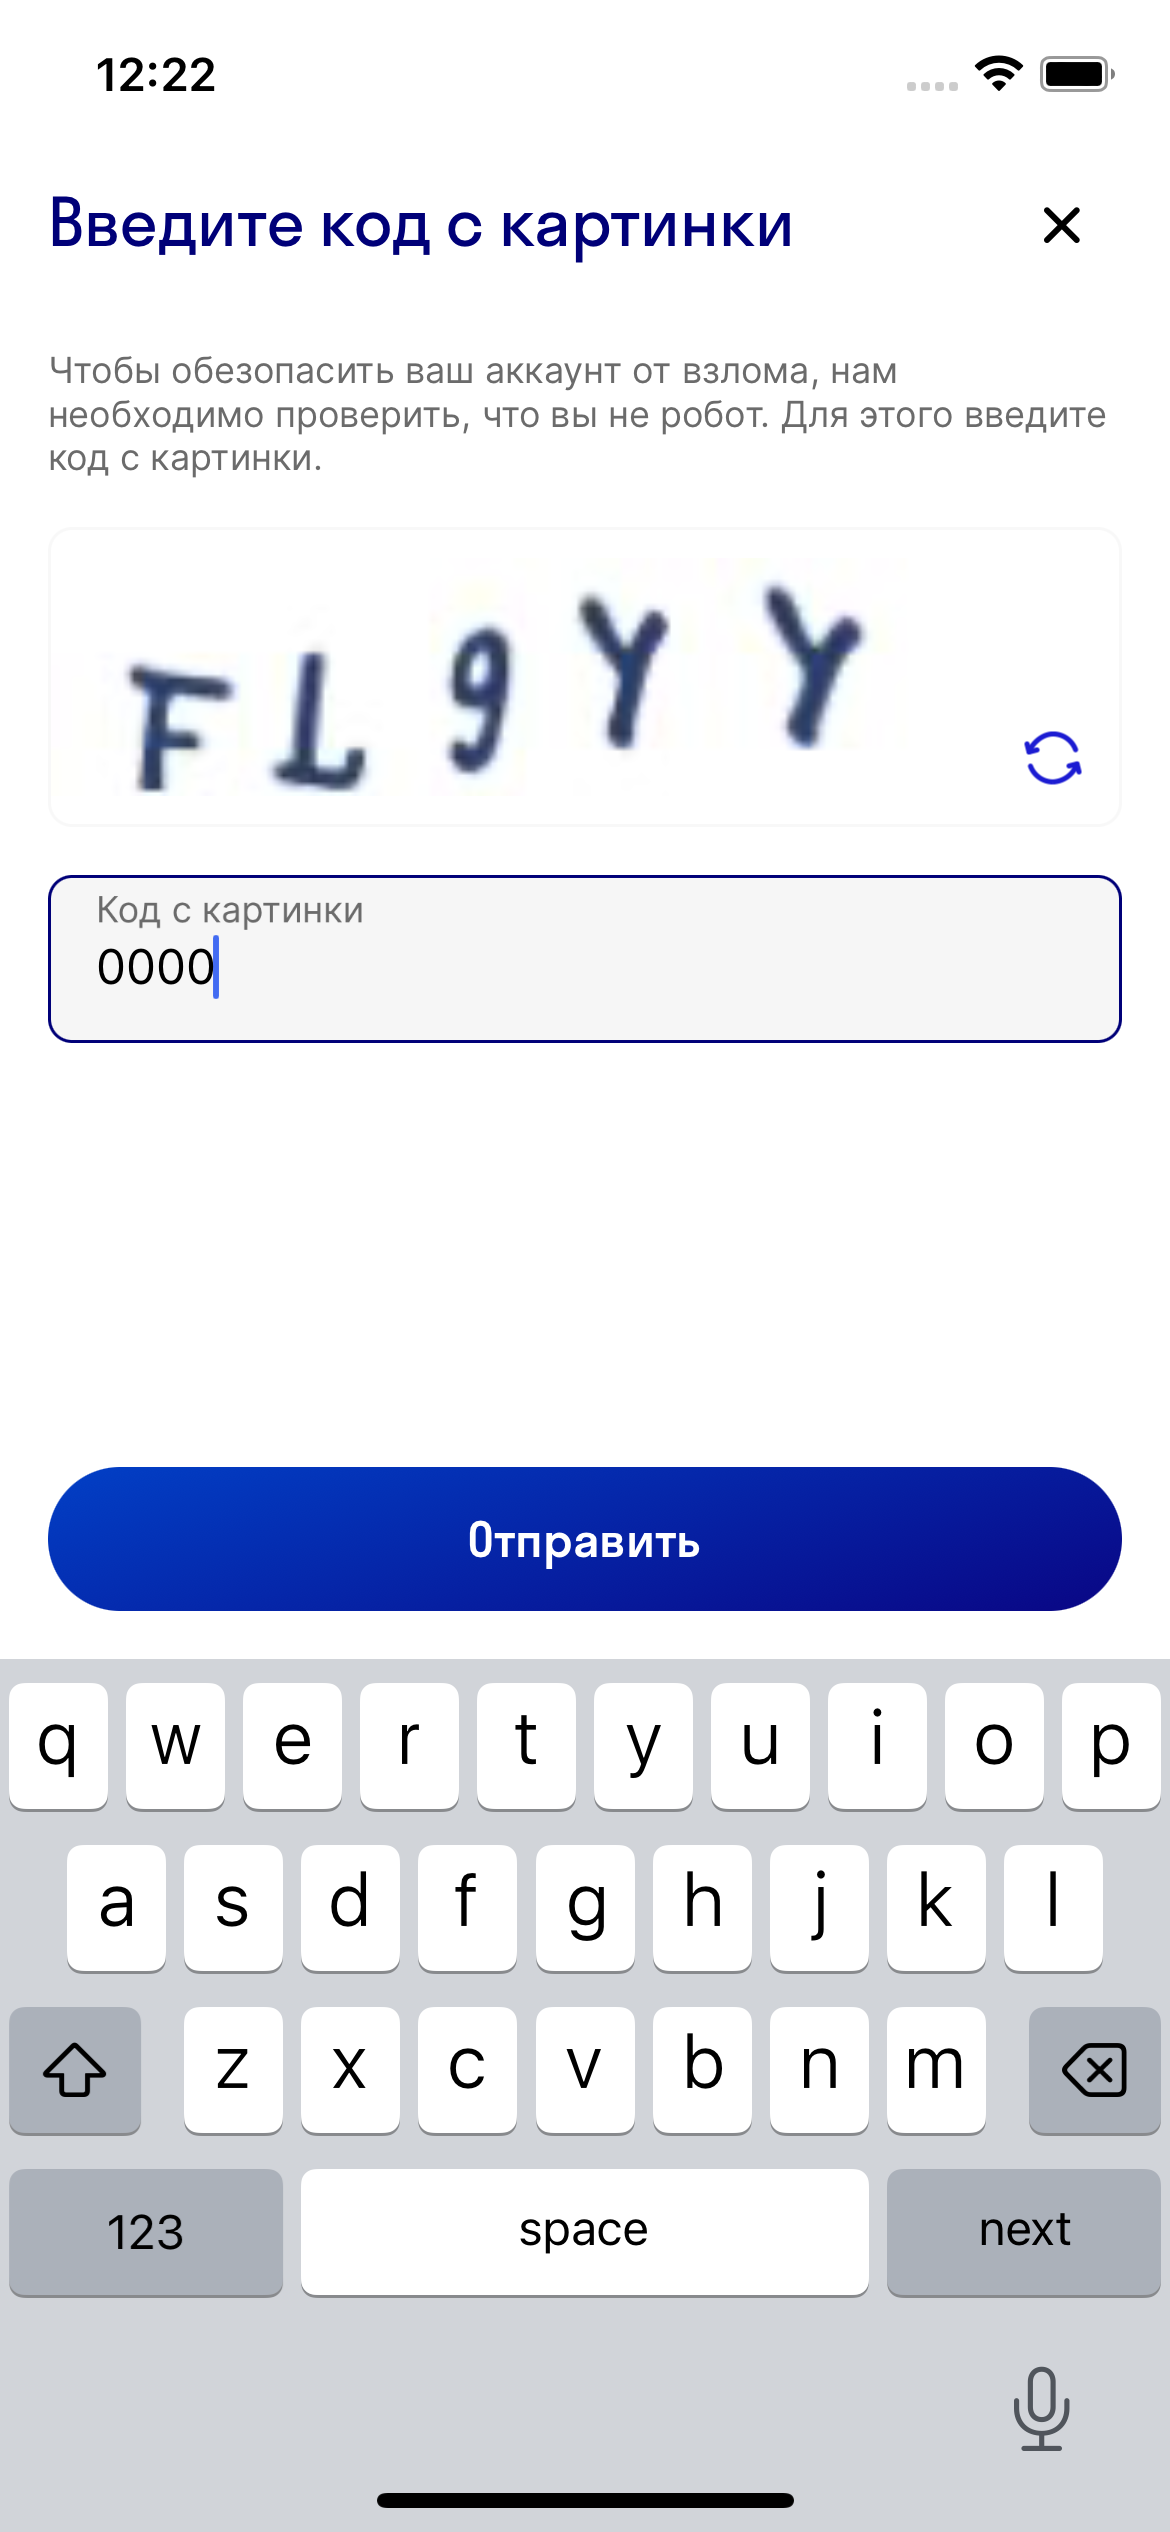 12:22
Введите код с картинки
Чтобы обезопасить ваш аккаунт от взлома, нам
необходимо проверить, что вы не робот. Для этого введите
код с картинки.
FL9YY
Код с картинки
0000
Отправить
q w e r t y u i o p
a s d f g h j k l
z x c v b n m
123 space next